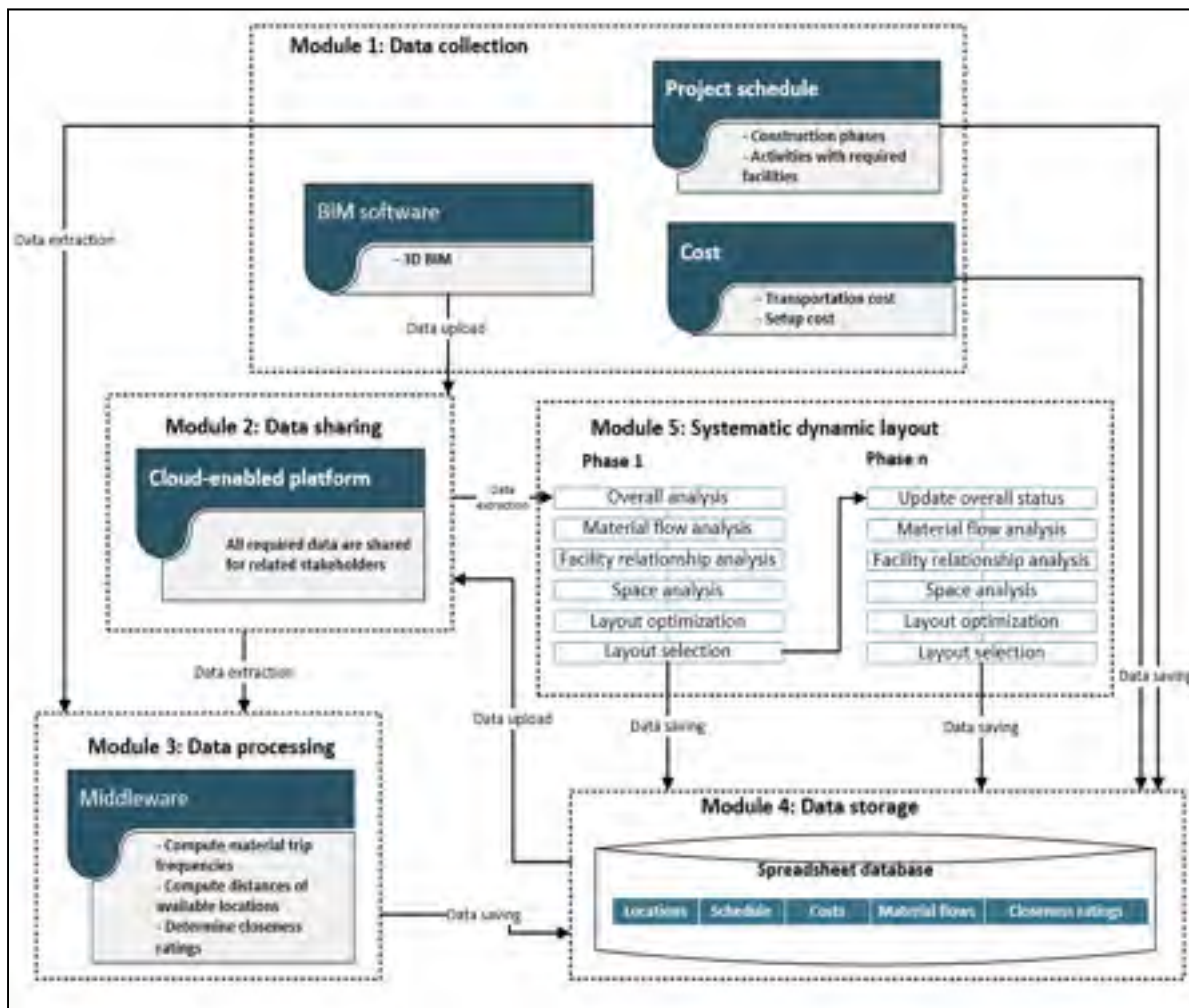 Module 1: Data collection
Project schedule
- Construction phases
- Activities with required
facilities
BIM software
- 3D BIM
Cost
- Transportation cost
- Setup cost
Data extraction
Data upload
Module 2: Data sharing
Cloud-enabled platform
All required data are shared
for related stakeholders
Data
extraction
Module 5: Systematic dynamic layout
Phase 1
Overall analysis
Material flow analysis
Facility relationship analysis
Space analysis
Layout optimization
Layout selection
Phase n
Update overall status
Material flow analysis
Facility relationship analysis
Space analysis
Layout optimization
Layout selection
Data extraction
Data upload
Data saving
Data saving
Data saving
Module 3: Data processing
Middleware
- Compute material trip
frequencies
- Compute distances of
available locations
- Determine closeness
ratings
Data saving
Module 4: Data storage
Spreadsheet database
Locations
Schedule
Costs
Material flows
Closeness ratings